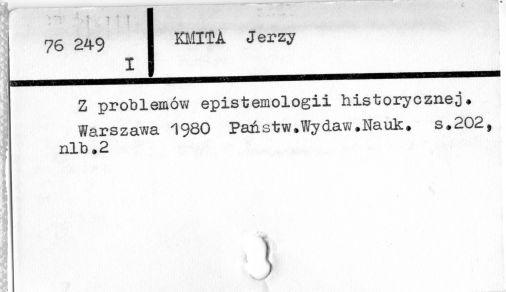 76 249
I
KMITA Jerzy
Z problemów epistemologii historycznej.
Warszawa 1980 Państw.Wydaw.Nauk. s.202,
nlb.2